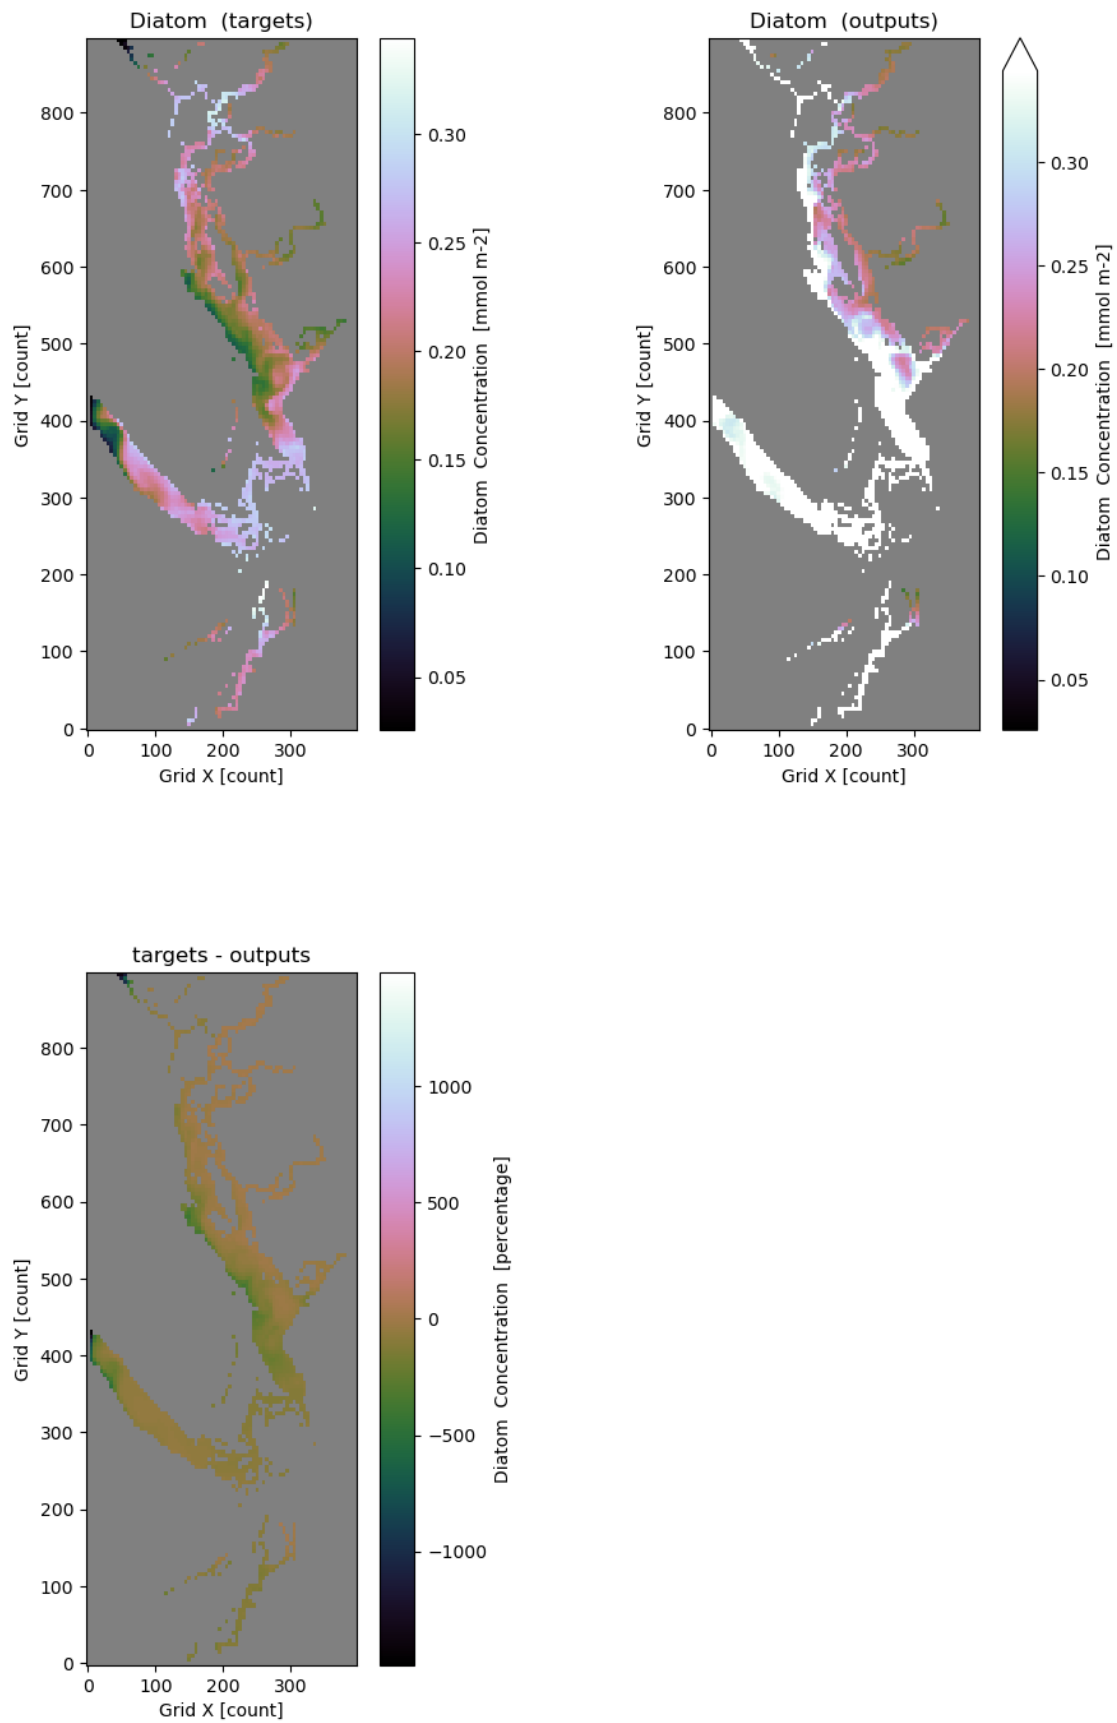 Diatom  (targets)
800
700
600
500
400
300
200
100
0
Grid Y [count]
0 100 200 300
Grid X [count]
0.30
0.25
0.20
0.15
0.10
0.05
Diatom  Concentration  [mmol m-2]
Diatom  (outputs)
800
700
600
500
400
300
200
100
0
Grid Y [count]
0 100 200 300
Grid X [count]
0.30
0.25
0.20
0.15
0.10
0.05
Diatom  Concentration  [mmol m-2]
targets - outputs
800
700
600
500
400
300
200
100
0
Grid Y [count]
0 100 200 300
Grid X [count]
1000
500
0
−500
−1000
Diatom  Concentration  [percentage]